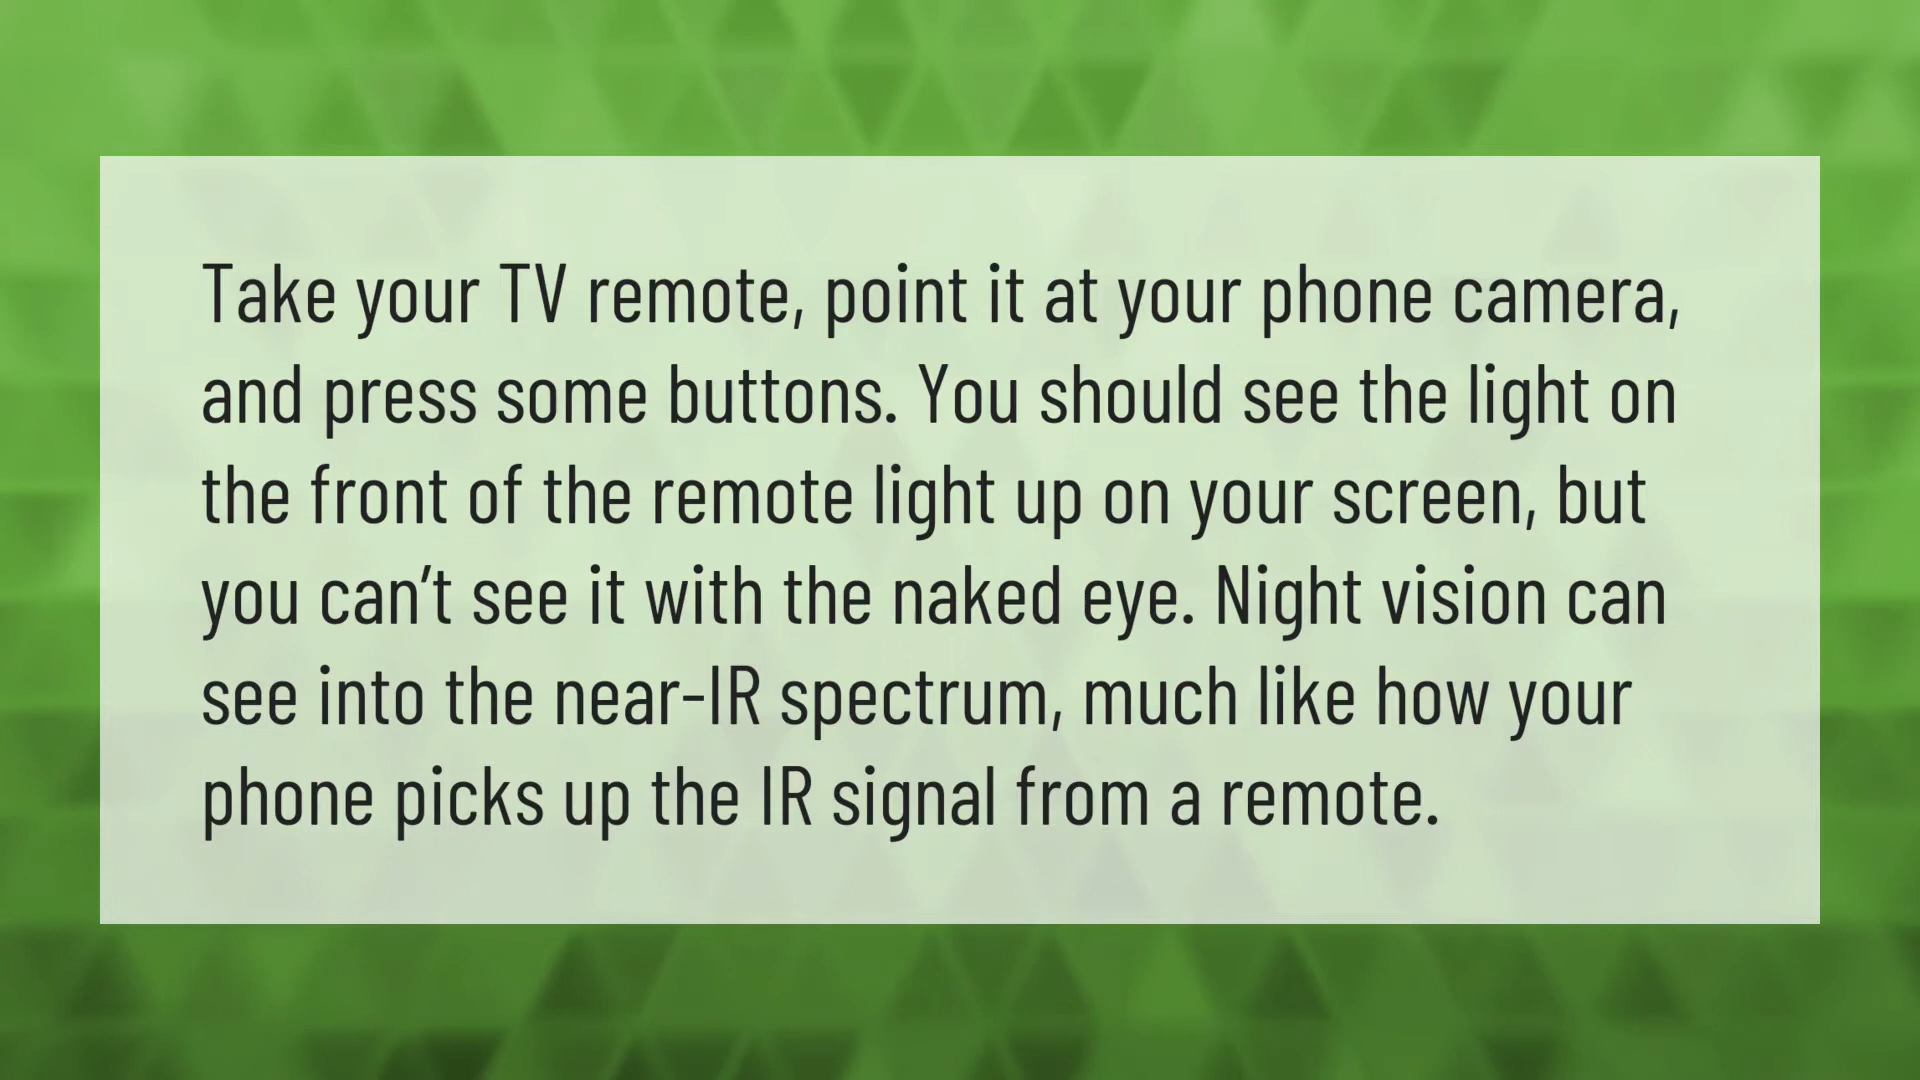 Take your TV remote, point it at your phone camera,
and press some buttons. You should see the light on
the front of the remote light up on your screen, but
you can’t see it with the naked eye. Night vision can
see into the near-IR spectrum, much like how your
phone picks up the IR signal from a remote.